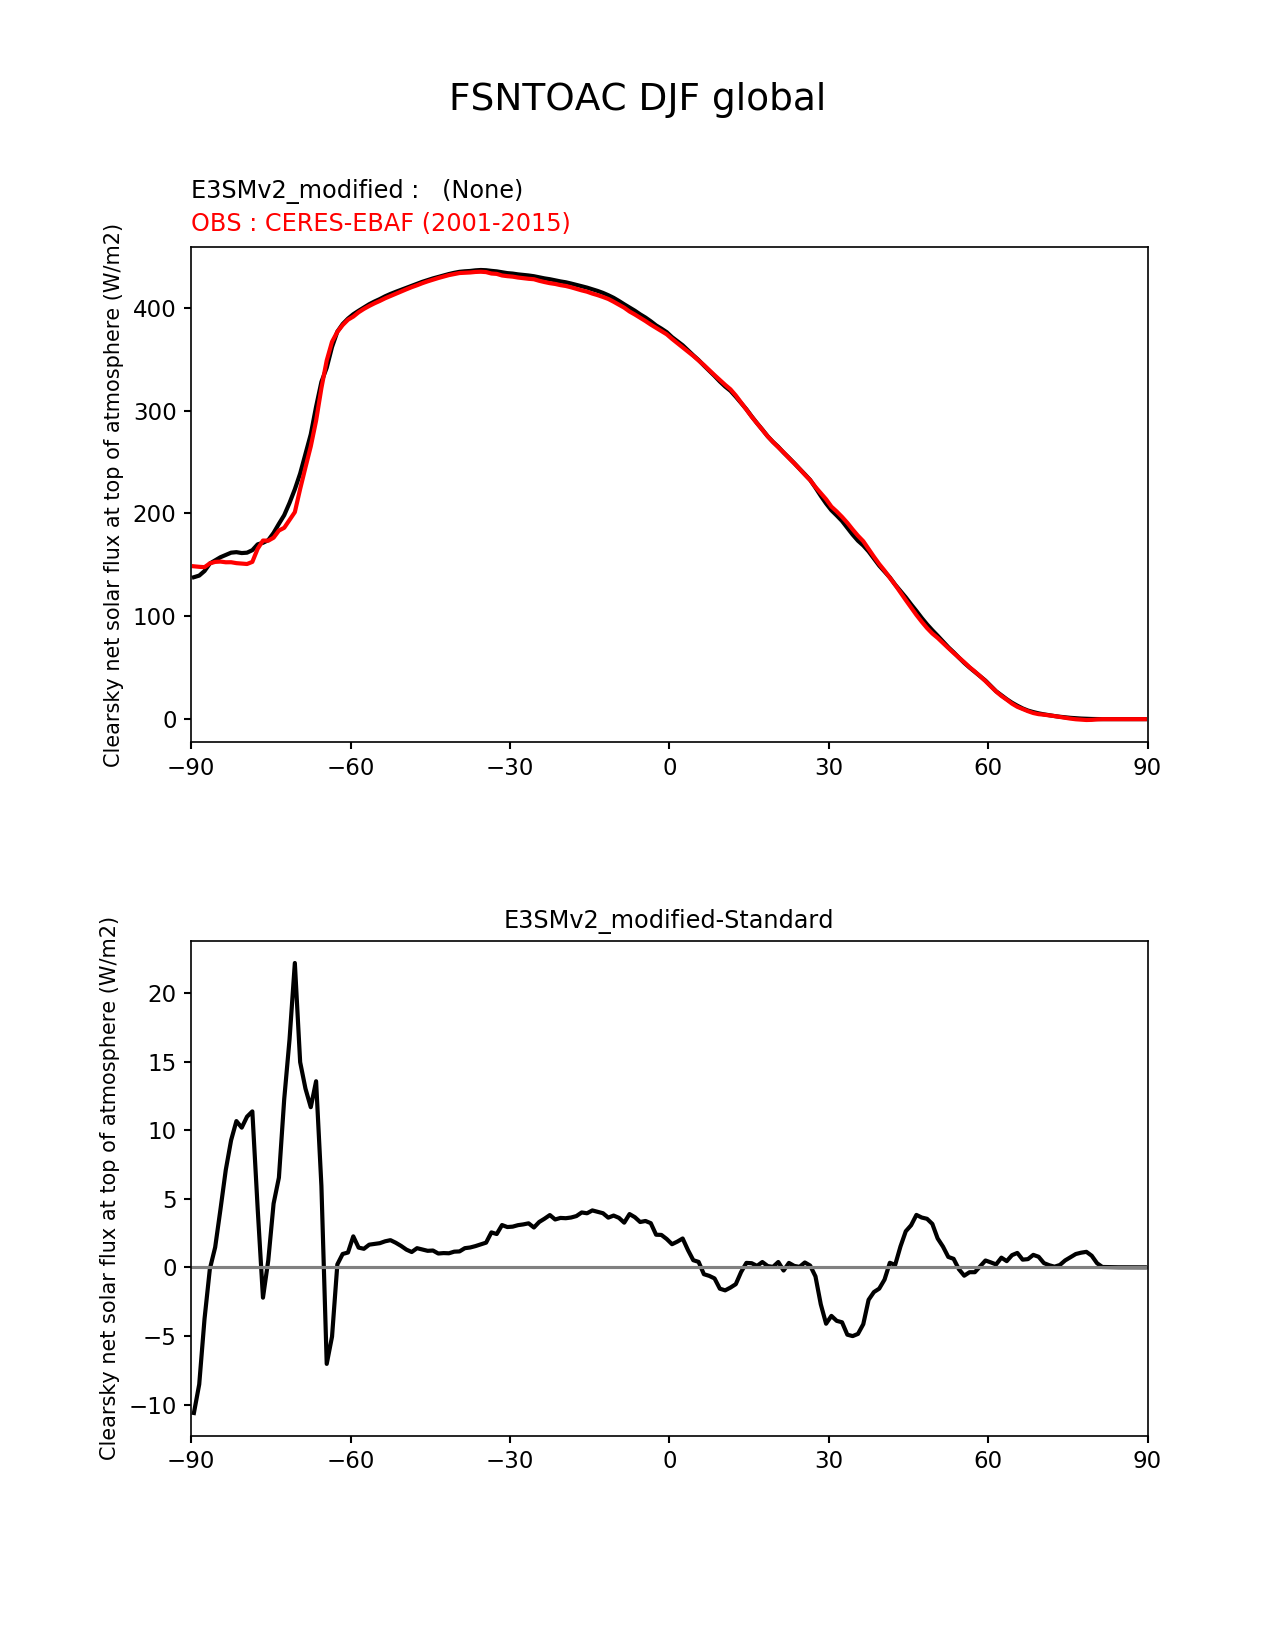 FSNTOAC DJF global
E3SMv2_modified :   (None)
OBS : CERES-EBAF (2001-2015)
Clearsky net solar flux at top of atmosphere (W/m2)
400
300
200
100
0
−90 −60 −30 0 30 60 90
E3SMv2_modified-Standard
Clearsky net solar flux at top of atmosphere (W/m2)
20
15
10
5
0
−5
−10
−90 −60 −30 0 30 60 90